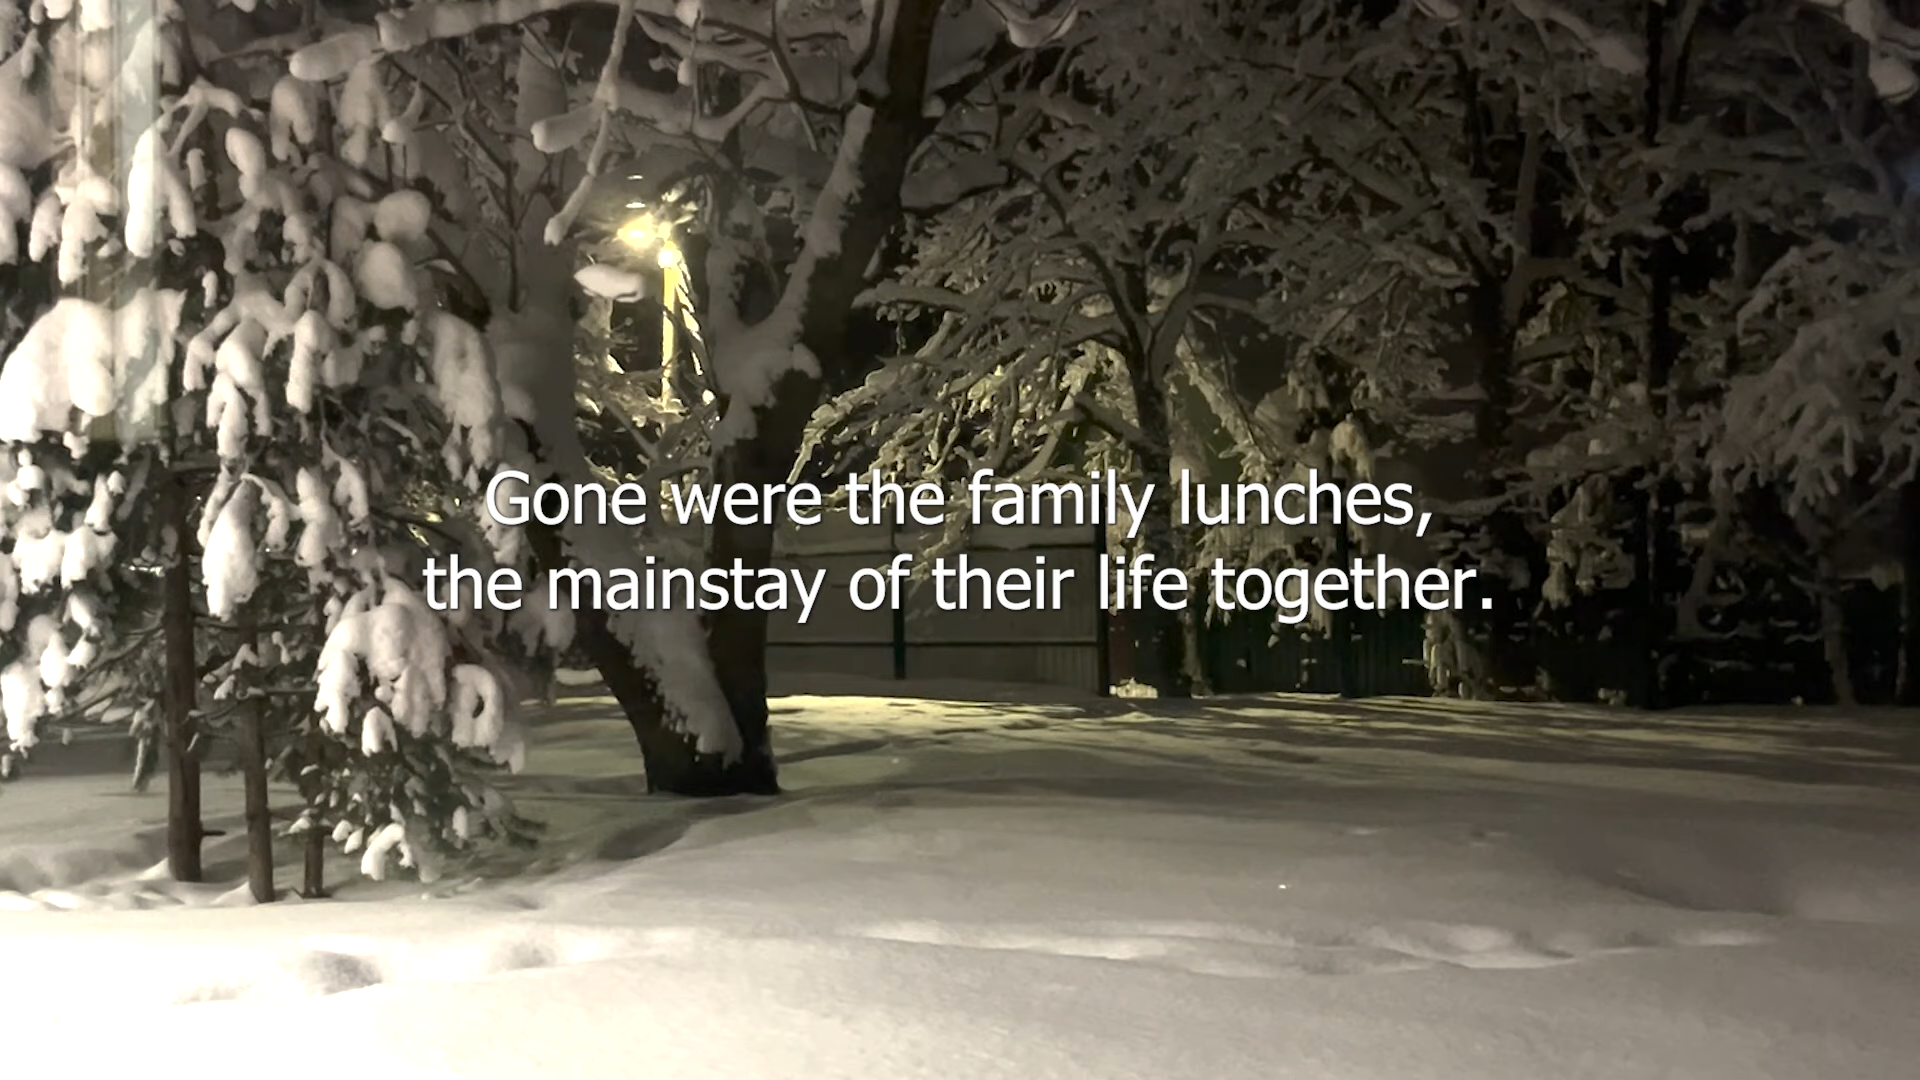 Gone were the family lunches,
the mainstay of their life together.